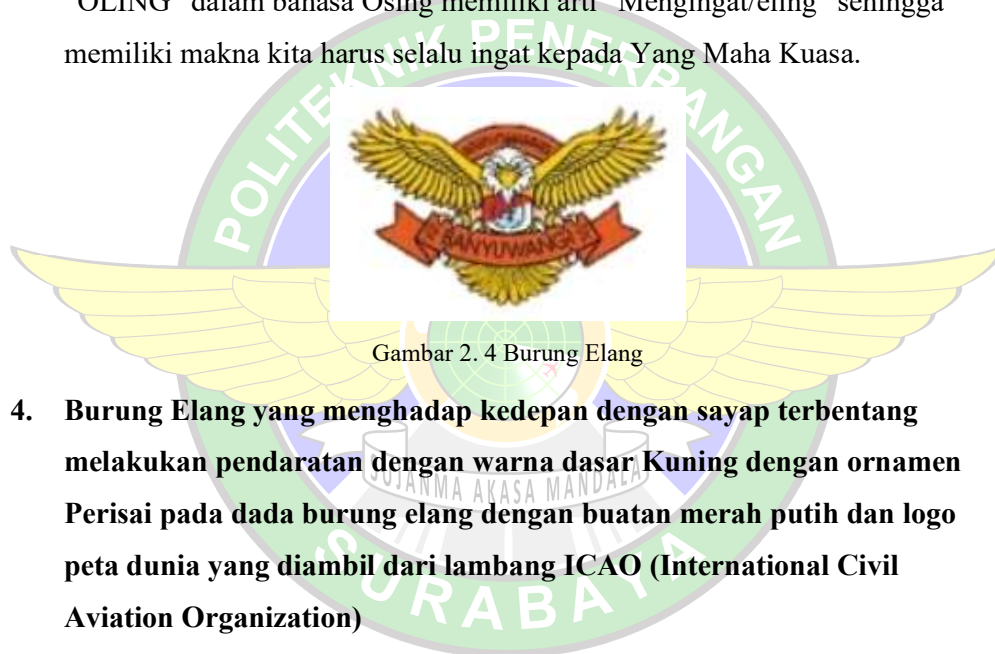 "OLING" dalam bahasa Osing memiliki arti "Mengingat/eling" sehingga
memiliki makna kita harus selalu ingat kepada Yang Maha Kuasa.
POLITEKNIK PENERBANGAN
BANYUWANGI
Gambar 2. 4 Burung Elang
4. Burung Elang yang menghadap kedepan dengan sayap terbentang
melakukan pendaratan dengan warna dasar Kuning dengan ornamen
SUJANMA AKASA MANDALA
Perisai pada dada burung elang dengan buatan merah putih dan logo
peta dunia yang diambil dari lambang ICAO (International Civil
Aviation Organization)
SURABAYA